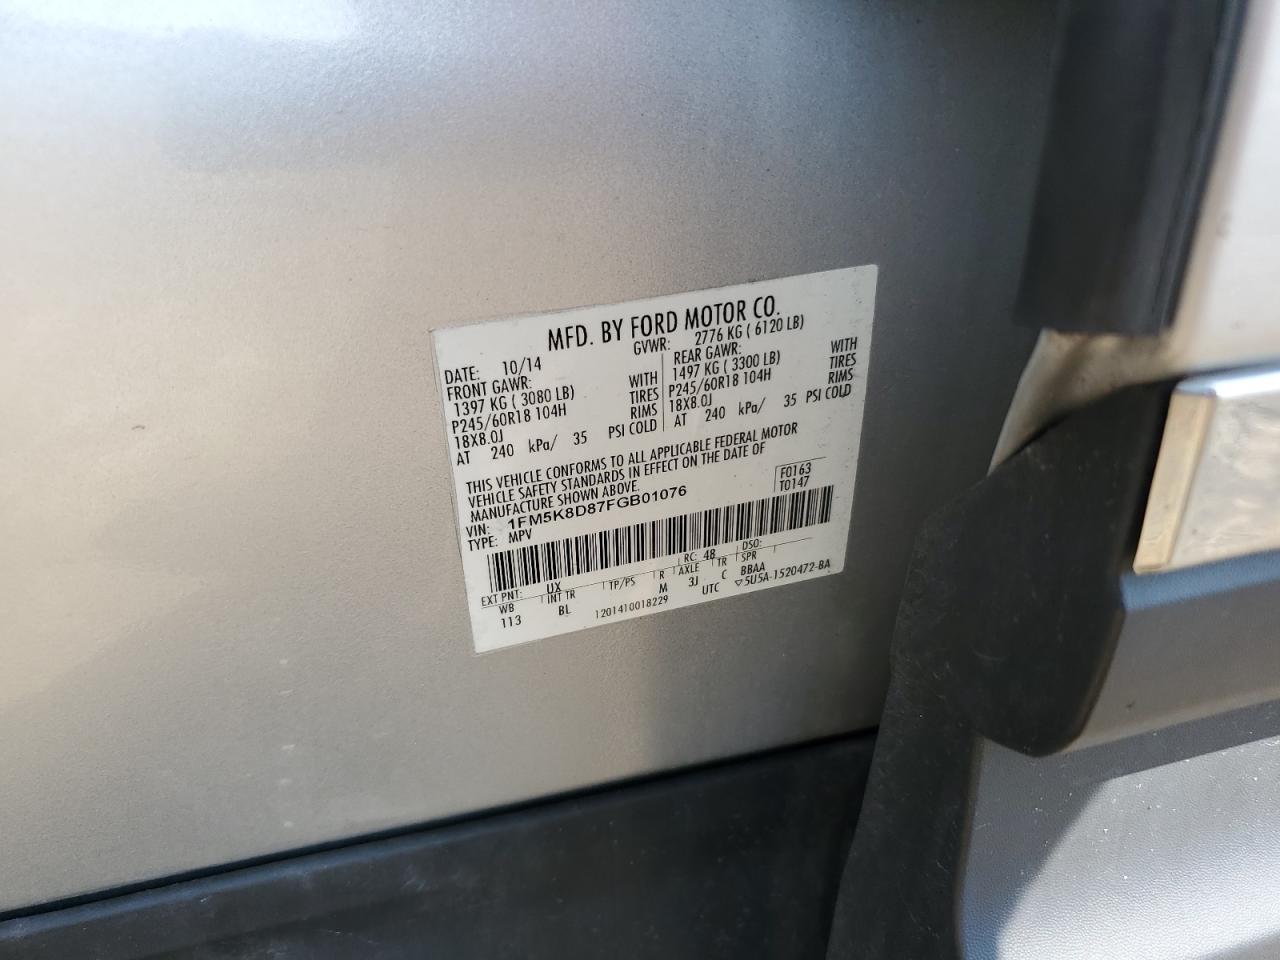 MFD. BY FORD MOTOR CO.
DATE: 10/14 GVWR: 2776 KG ( 6120 LB)
FRONT GAWR: REAR GAWR:
1397 KG ( 3080 LB) WITH 1497 KG ( 3300 LB) WITH
P245/60R18 104H TIRES P245/60R18 104H TIRES
18X8.0J RIMS 18X8.0J RIMS
AT 240 kPa/ 35 PSI COLD AT 240 kPa/ 35 PSI COLD
THIS VEHICLE CONFORMS TO ALL APPLICABLE FEDERAL MOTOR
VEHICLE SAFETY STANDARDS IN EFFECT ON THE DATE OF
MANUFACTURE SHOWN ABOVE.
F0163
VIN: 1FM5K8D87FGB01076 T0147
TYPE: MPV
EXT PNT: UX RC: 48 DSO:
WB INT TR TP/PS R AXLE TR SPR
113 BL M 3J C BBAA
1201410018229 UTC ▽5U5A-1520472-BA